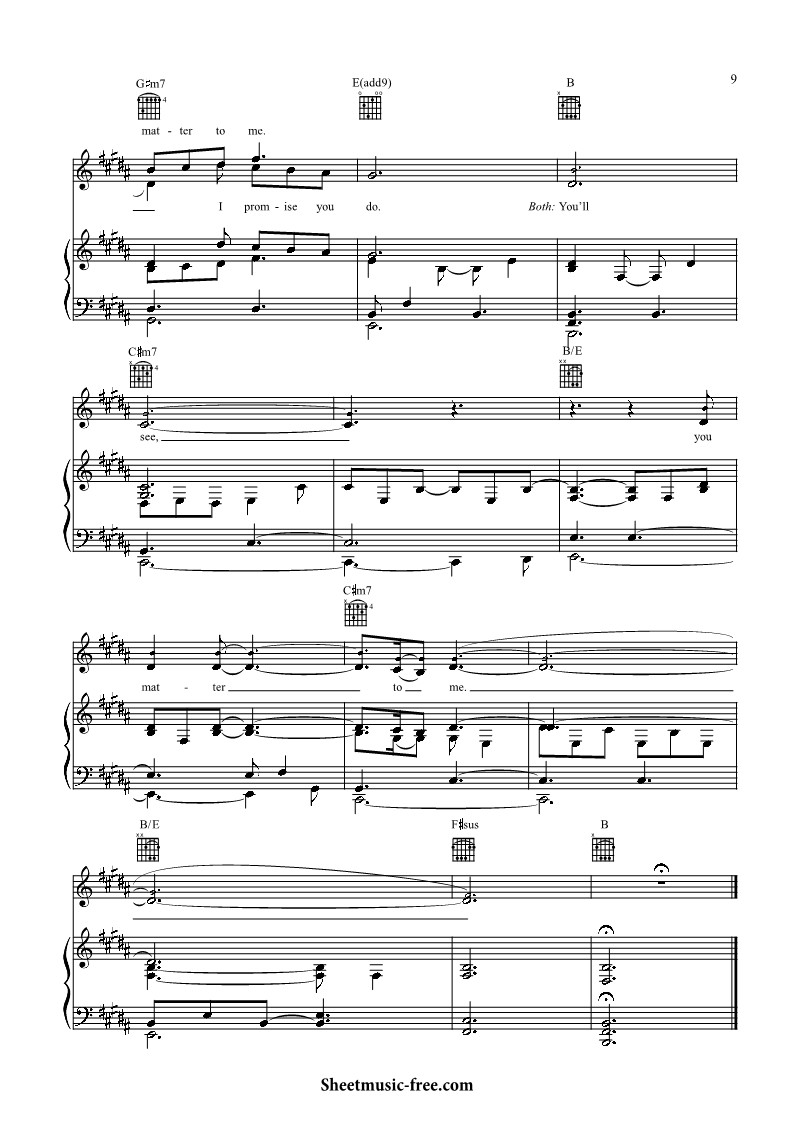 9
G♯m7 E(add9) B
mat - ter to me.
I prom - ise you do. Both: You'll
C♯m7 B/E
see, you
C♯m7
mat - ter to me.
B/E F♯sus B
Sheetmusic-free.com